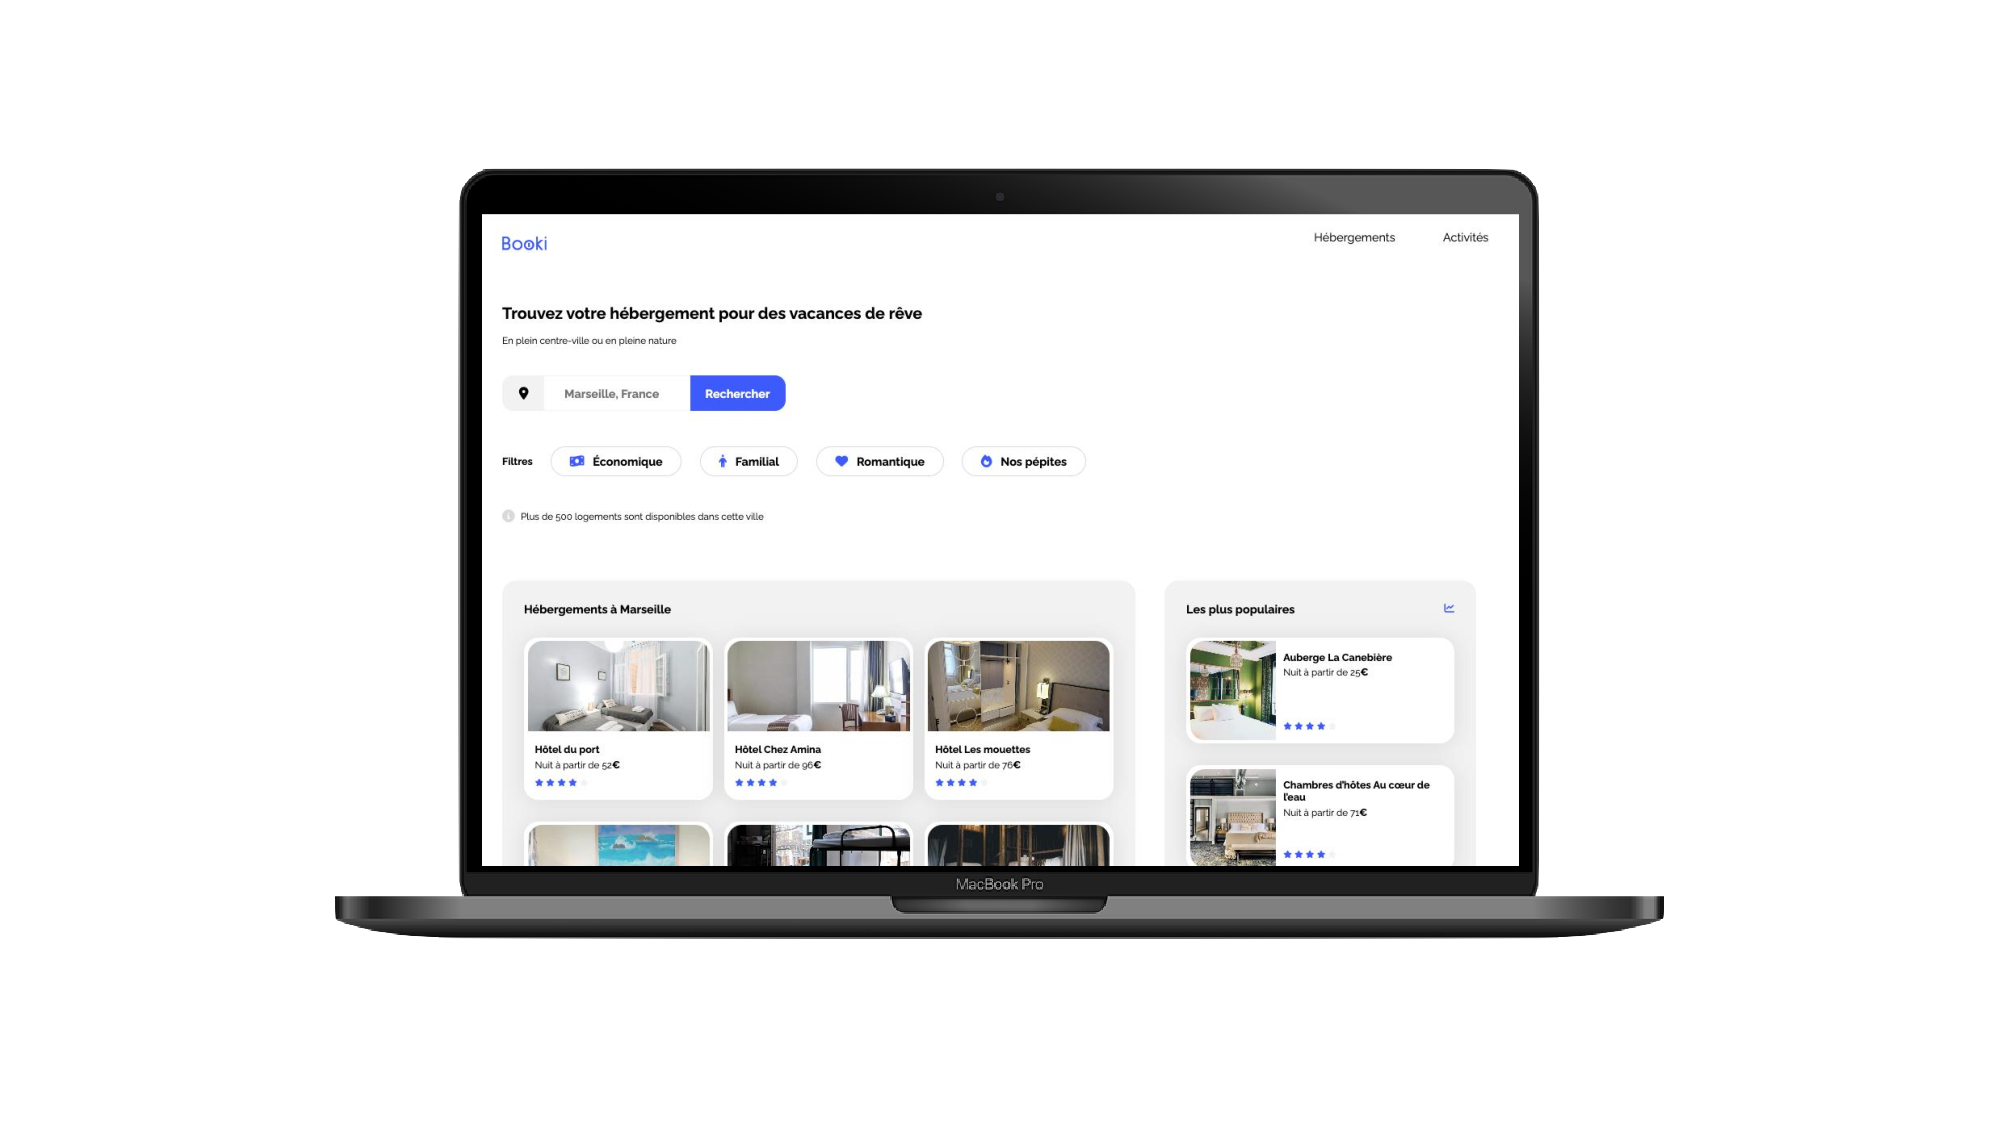 Booki
Hébergements
Activités
Trouvez votre hébergement pour des vacances de rêve
En plein centre-ville ou en pleine nature
Marseille, France
Rechercher
Filtres
Économique
Familial
Romantique
Nos pépites
Plus de 500 logements sont disponibles dans cette ville
Hébergements à Marseille
Hôtel du port
Nuit à partir de 52€
Hôtel Chez Amina
Nuit à partir de 96€
Hôtel Les mouettes
Nuit à partir de 76€
Les plus populaires
Auberge La Canebière
Nuit à partir de 25€
Chambres d'hôtes Au cœur de
l'eau
Nuit à partir de 71€
MacBook Pro